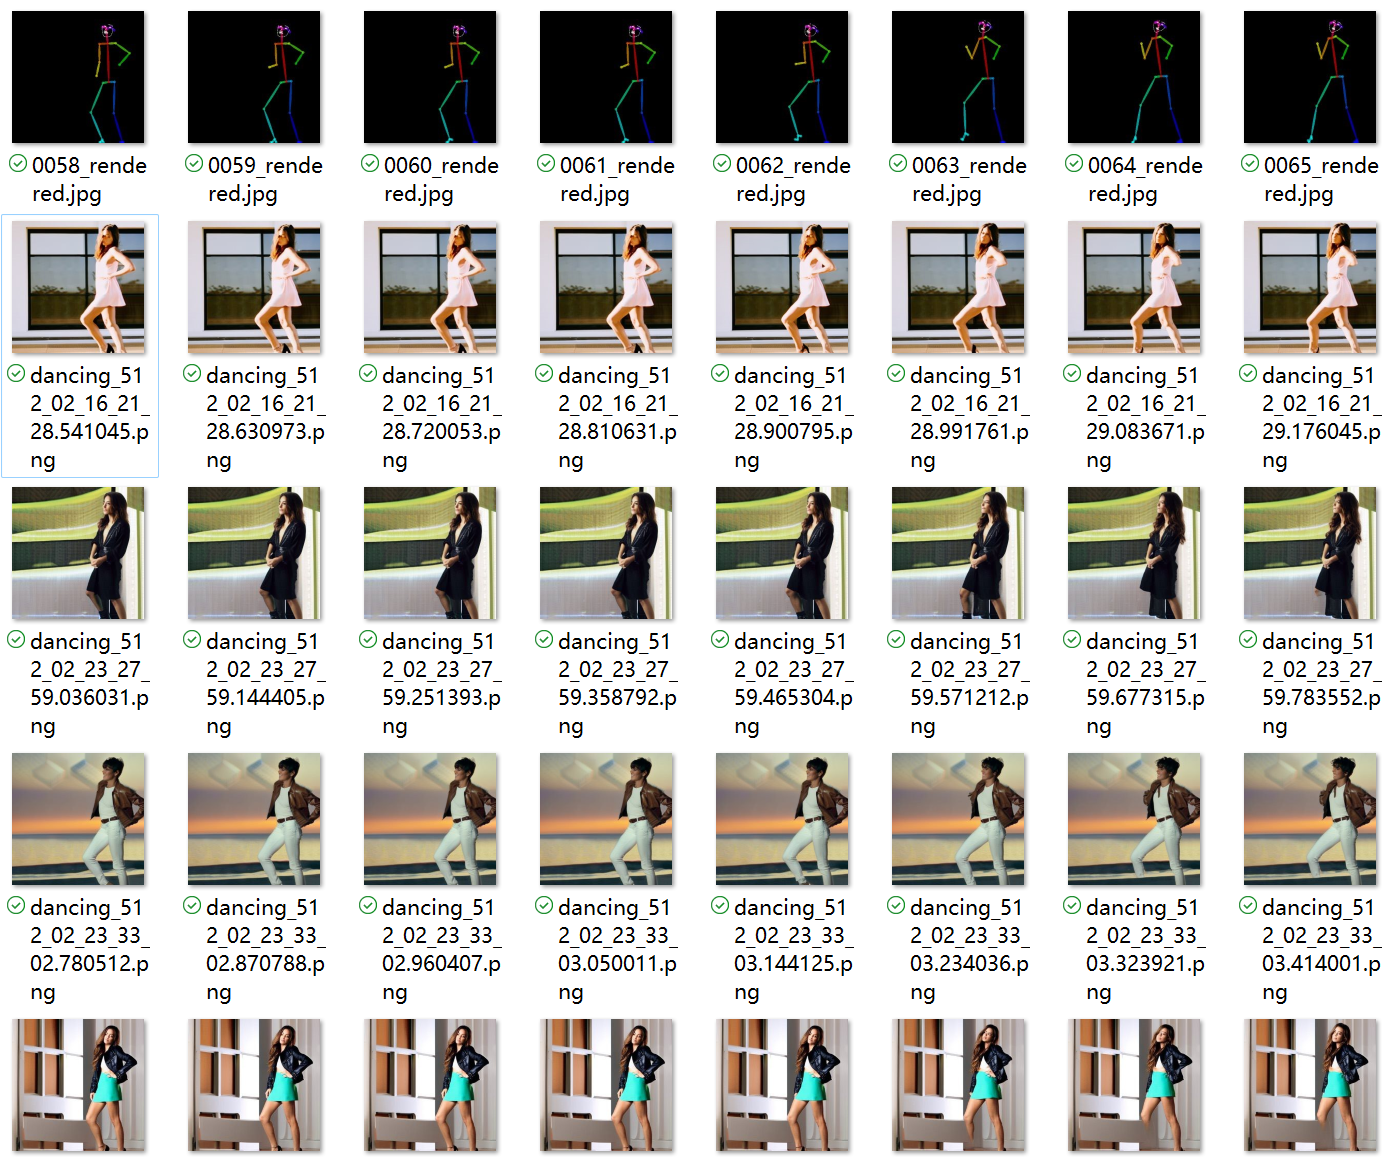 0058_rende
red.jpg
0059_rende
red.jpg
0060_rende
red.jpg
0061_rende
red.jpg
0062_rende
red.jpg
0063_rende
red.jpg
0064_rende
red.jpg
0065_rende
red.jpg
dancing_51
2_02_16_21_
28.541045.p
ng
dancing_51
2_02_16_21_
28.630973.p
ng
dancing_51
2_02_16_21_
28.720053.p
ng
dancing_51
2_02_16_21_
28.810631.p
ng
dancing_51
2_02_16_21_
28.900795.p
ng
dancing_51
2_02_16_21_
28.991761.p
ng
dancing_51
2_02_16_21_
29.083671.p
ng
dancing_51
2_02_16_21_
29.176045.p
ng
dancing_51
2_02_23_27_
59.036031.p
ng
dancing_51
2_02_23_27_
59.144405.p
ng
dancing_51
2_02_23_27_
59.251393.p
ng
dancing_51
2_02_23_27_
59.358792.p
ng
dancing_51
2_02_23_27_
59.465304.p
ng
dancing_51
2_02_23_27_
59.571212.p
ng
dancing_51
2_02_23_27_
59.677315.p
ng
dancing_51
2_02_23_27_
59.783552.p
ng
dancing_51
2_02_23_33_
02.780512.p
ng
dancing_51
2_02_23_33_
02.870788.p
ng
dancing_51
2_02_23_33_
02.960407.p
ng
dancing_51
2_02_23_33_
03.050011.p
ng
dancing_51
2_02_23_33_
03.144125.p
ng
dancing_51
2_02_23_33_
03.234036.p
ng
dancing_51
2_02_23_33_
03.323921.p
ng
dancing_51
2_02_23_33_
03.414001.p
ng